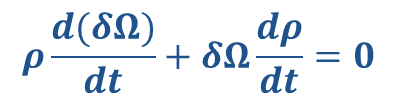 ρ d(δΩ)/dt + δΩ dρ/dt = 0